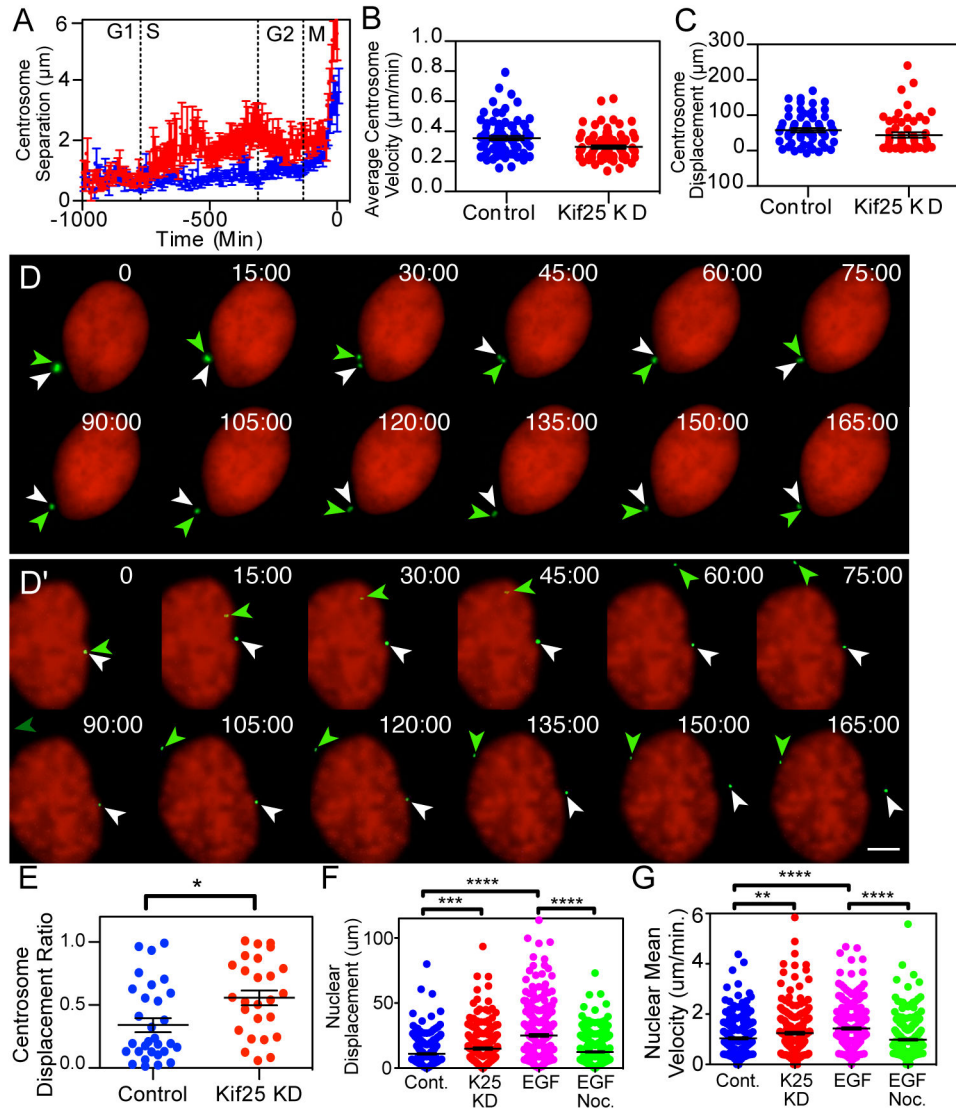 A
G1
S
G2
M
6
4
2
0
Centrosome
Separation (µm)
-1000
-500
0
Time (Min)
B
1.0
0.8
0.6
0.4
0.2
0.0
Average Centrosome
Velocity (µm/min)
Control
Kif25 KD
C
300
200
100
0
100
Centrosome
Displacement (µm)
Control
Kif25 KD
D
0
15:00
30:00
45:00
60:00
75:00
90:00
105:00
120:00
135:00
150:00
165:00
D'
0
15:00
30:00
45:00
60:00
75:00
90:00
105:00
120:00
135:00
150:00
165:00
E
*
1.0
0.5
0.0
Centrosome
Displacement Ratio
Control
Kif25 KD
F
****
***
****
100
50
0
Nuclear
Displacement (um)
Cont.
K25
KD
EGF
EGF
Noc.
G
****
**
****
6
4
2
0
Nuclear Mean
Velocity (um/min.)
Cont.
K25
KD
EGF
EGF
Noc.